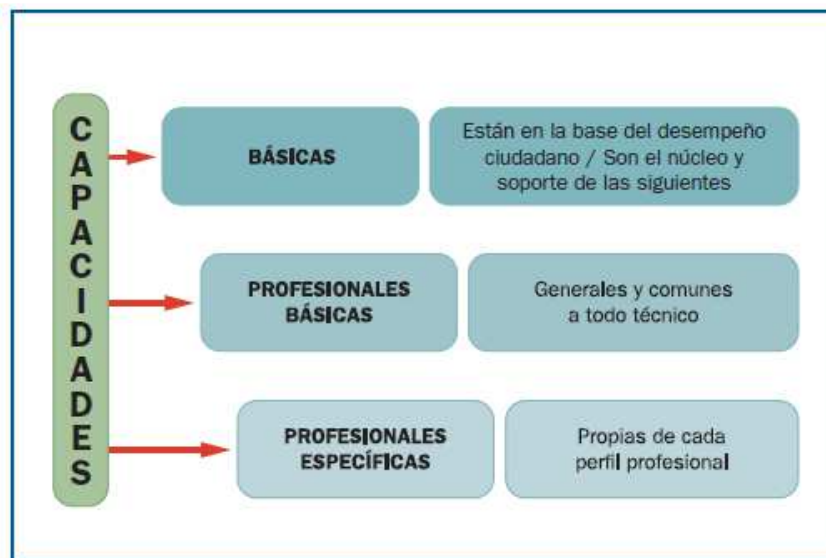 CAPACIDADES
BÁSICAS
Están en la base del desempeño
ciudadano / Son el núcleo y
soporte de las siguientes
PROFESIONALES
BÁSICAS
Generales y comunes
a todo técnico
PROFESIONALES
ESPECÍFICAS
Propias de cada
perfil profesional